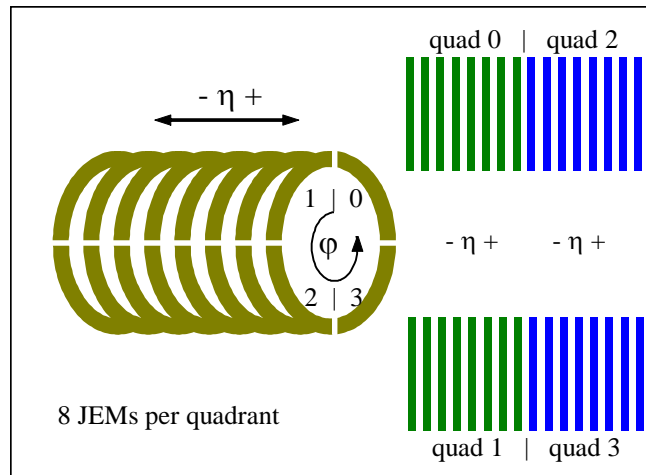 quad 0 | quad 2
- η +
1 | 0
φ
- η + - η +
2 | 3
8 JEMs per quadrant
quad 1 | quad 3